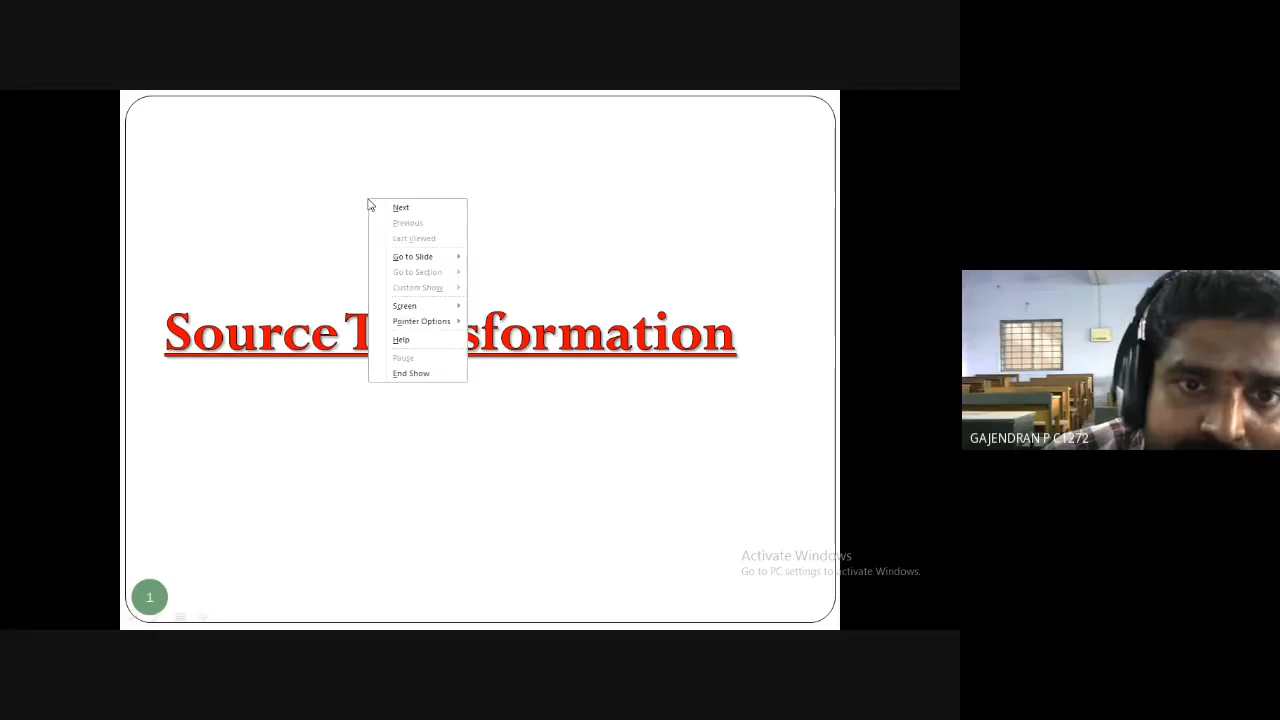 Next
Previous
Last Viewed
Go to Slide
Go to Section
Custom Show
Screen
Pointer Options
Help
Pause
End Show
Source T sformation
GAJENDRAN P C1272
Activate Windows
Go to PC settings to activate Windows.
1